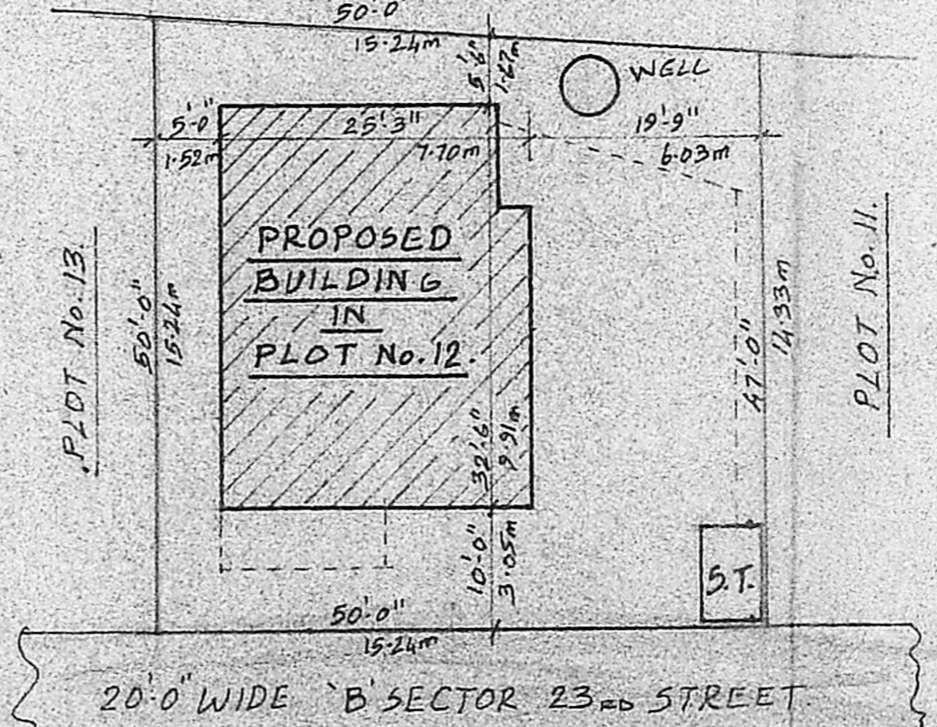 50'-0"
15·24m
5'-6"
1·67m
WELL
5'-0"
1·52m
25'3"
7·70m
19'-9"
6·03m
PROPOSED
BUILDING
IN
PLOT No.12.
PLOT No.13.
50'-0"
15·24m
32'-6"
9·91m
47'-0"
14.33m
PLOT No.11.
10'-0"
3·05m
S.T.
50'-0"
15·24m
20'-0" WIDE 'B' SECTOR 23RD STREET